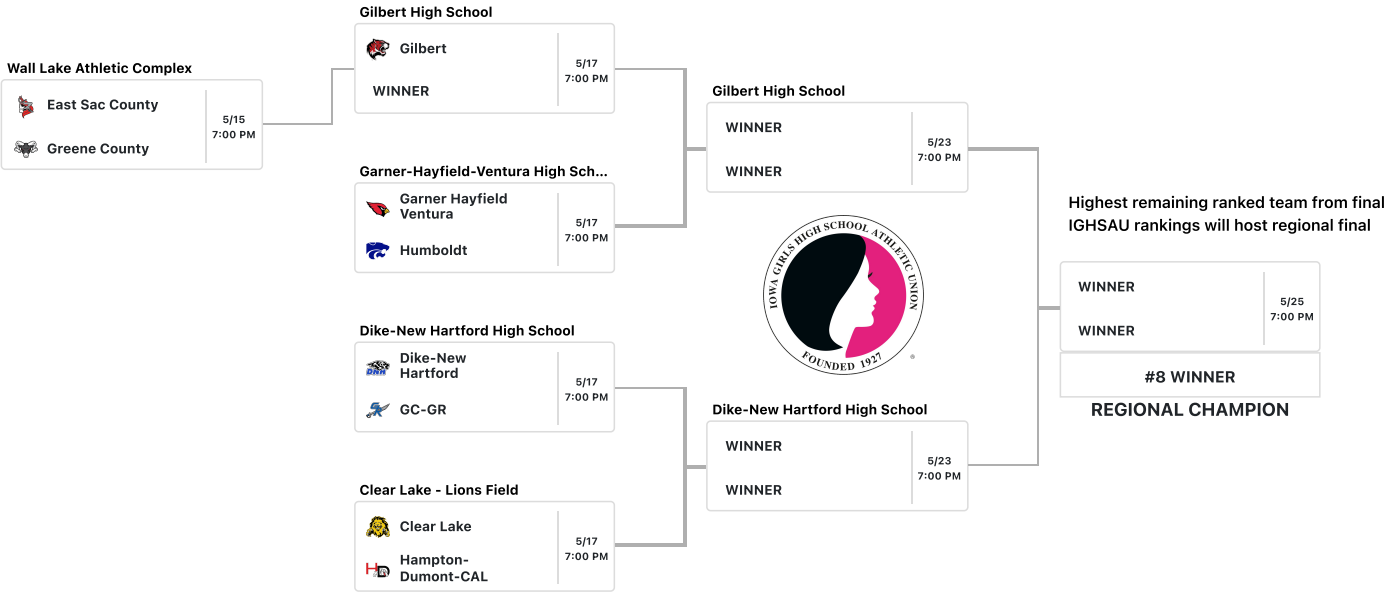 Wall Lake Athletic Complex
East Sac County
Greene County
5/15
7:00 PM
Gilbert High School
Gilbert
WINNER
5/17
7:00 PM
Garner-Hayfield-Ventura High Sch...
Garner Hayfield
Ventura
Humboldt
5/17
7:00 PM
Dike-New Hartford High School
Dike-New
Hartford
DNH
GC-GR
5/17
7:00 PM
Clear Lake - Lions Field
Clear Lake
Hampton-
Dumont-CAL
HD
5/17
7:00 PM
Gilbert High School
WINNER
WINNER
5/23
7:00 PM
IOWA GIRLS HIGH SCHOOL ATHLETIC UNION
FOUNDED 1927
Dike-New Hartford High School
WINNER
WINNER
5/23
7:00 PM
Highest remaining ranked team from final
IGHSAU rankings will host regional final
WINNER
WINNER
5/25
7:00 PM
#8 WINNER
REGIONAL CHAMPION